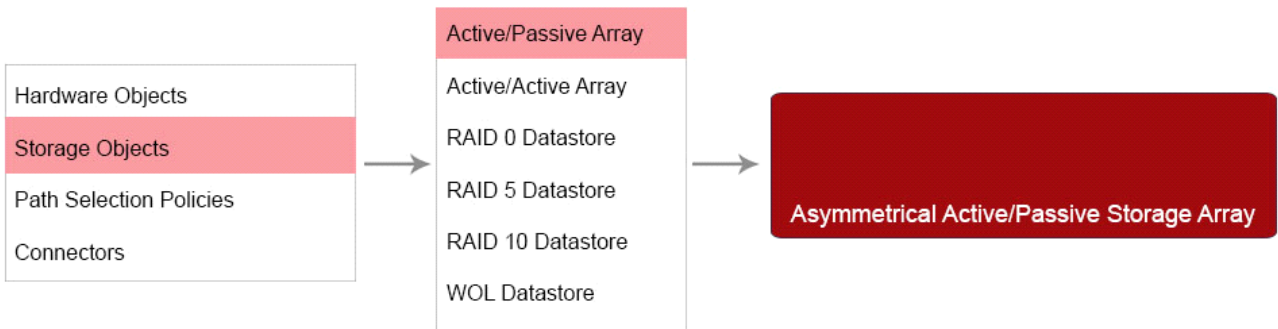 Hardware Objects
Storage Objects
Path Selection Policies
Connectors
Active/Passive Array
Active/Active Array
RAID 0 Datastore
RAID 5 Datastore
RAID 10 Datastore
WOL Datastore
Asymmetrical Active/Passive Storage Array